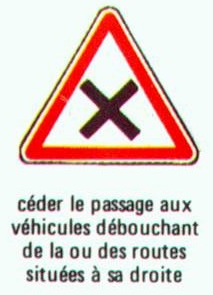 céder le passage aux
véhicules débouchant
de la ou des routes
situées à sa droite